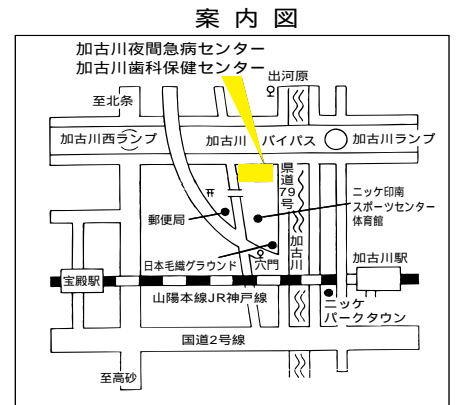 案内図
加古川夜間急病センター
加古川歯科保健センター
出河原
至北条
加古川西ランプ
加古川バイパス
加古川ランプ
県道79号
郵便局
ニッケ印南
スポーツセンター
体育館
日本毛織グラウンド
穴門
加古川
加古川駅
宝殿駅
山陽本線JR神戸線
ニッケ
パークタウン
国道2号線
至高砂